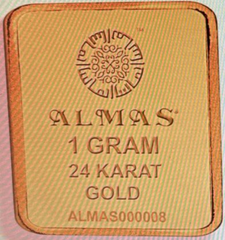 ALMAS
1 GRAM
24 KARAT
GOLD
ALMAS000008